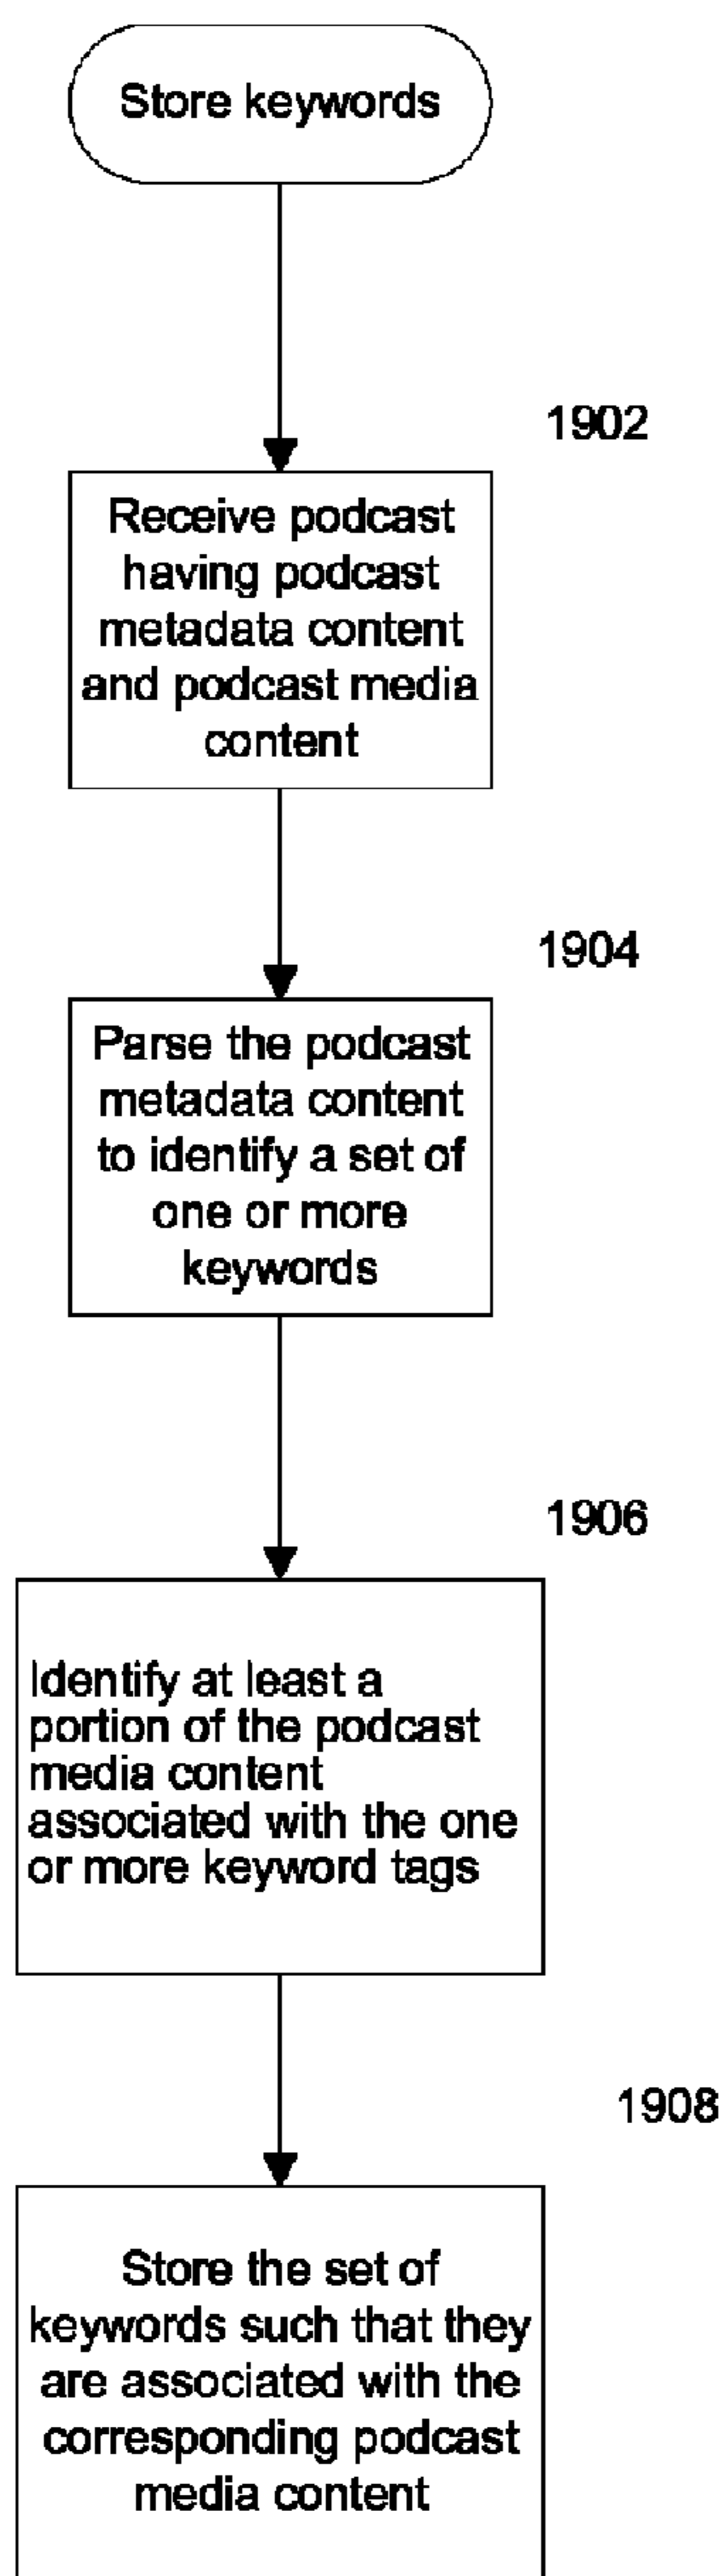 Store keywords
1902
Receive podcast
having podcast
metadata content
and podcast media
content
1904
Parse the podcast
metadata content
to identify a set of
one or more
keywords
1906
Identify at least a
portion of the podcast
media content
associated with the one
or more keyword tags
1908
Store the set of
keywords such that they
are associated with the
corresponding podcast
media content